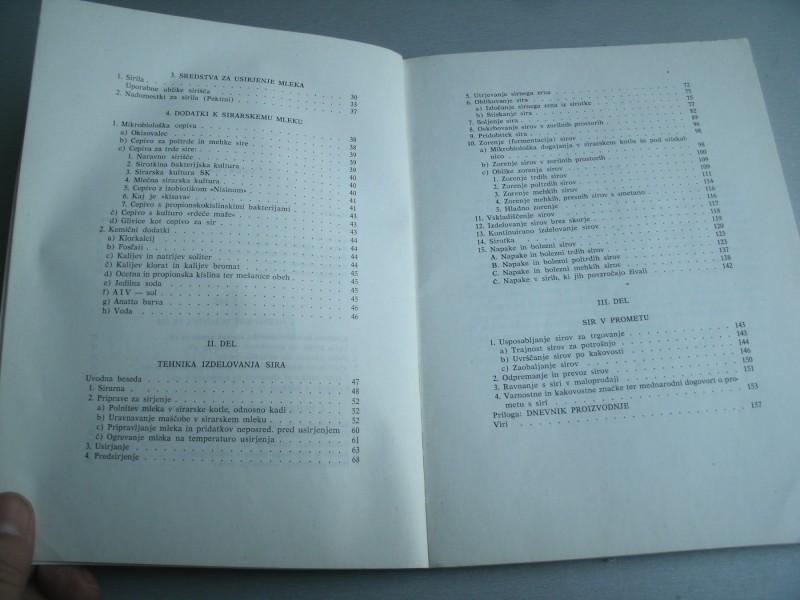 3. SREDSTVA ZA USIRJENJE MLEKA
1. Sirila 30
Uporabne oblike sirišča 33
2. Nadomestki za sirila (Pektini) 37
4. DODATKI K SIRARSKEMU MLEKU
1. Mikrobiološka cepiva
a) Okisovalec 38
b) Cepivo za poltrde in mehke sire 38
c) Cepiva za trde sire: 39
1. Naravno sirišče 39
2. Sirotkina bakterijska kultura 39
3. Sirarska kultura SK 40
4. Mlečna sirarska kultura 40
5. Cepivo z izobiotikom »Nisinom« 40
6. Kaj je »kisava« 41
7. Cepivo s propionskokislinskimi bakterijami 41
č) Cepivo s kulturo »rdeče maže« 43
d) Glivice kot cepivo za sir 44
2. Kemični dodatki 44
a) Klorkalcij 44
b) Fosfati 44
c) Kalijev in natrijev soliter 45
č) Kalijev klorat in kalijev bromat 45
d) Ocetna in propionska kislina ter mešanice obeh 45
e) Jedilna soda 45
f) A I V — sol 45
g) Anatto barva 46
h) Voda 46
II. DEL
TEHNIKA IZDELOVANJA SIRA
Uvodna beseda 47
1. Sirarna 48
2. Priprave za sirjenje 52
a) Polnitev mleka v sirarske kotle, odnosno kadi 52
b) Uravnavanje maščobe v sirarskem mleku 52
c) Pripravljanje mleka in pridatkov neposred. pred usirjenjem 60
č) Ogrevanje mleka na temperaturo usirjenja 61
3. Usirjanje 63
4. Predsirjenje 68
5. Utrjevanje sirnega zrna 72
6. Oblikovanje sira 75
a) Izločanje sirnega zrna iz sirotke 75
b) Stiskanje sira 77
7. Soljenje sira 82
8. Oskrbovanje sirov v zorilnih prostorih 89
9. Pridobitek sira 96
10. Zorenje (fermentacija) sirov 98
a) Mikrobiološka dogajanja v sirarskem kotlu in pod stiskalnico 98
b) Zorenje sirov v zorilnih prostorih 100
c) Oblike zorenja sirov 109
1. Zorenje trdih sirov 109
2. Zorenje poltrdih sirov 111
3. Zorenje mehkih sirov 114
4. Zorenje mehkih, presnih sirov s smetano 116
5. Hladno zorenje 116
11. Vskladiščenje sirov 117
12. Izdelovanje sirov brez skorje 118
13. Kontinuirano izdelovanje sirov 119
14. Sirotka 120
15. Napake in bolezni sirov 123
A. Napake in bolezni trdih sirov 123
B. Napake in bolezni poltrdih sirov 137
C. Napake in bolezni mehkih sirov 138
Č. Napake v sirih, ki jih povzročajo živali 142
III. DEL
SIR V PROMETU
1. Usposabljanje sirov za trgovanje 143
a) Trajnost sirov za potrošnjo 143
b) Uvrščanje sirov po kakovosti 144
c) Zaobaljanje sirov 146
2. Odpremanje in prevoz sirov 150
3. Ravnanje s siri v maloprodaji 151
4. Varnostne in kakovostne značke ter mednarodni dogovori o prometu s siri 153
Priloga: DNEVNIK PROIZVODNJE
Viri 157